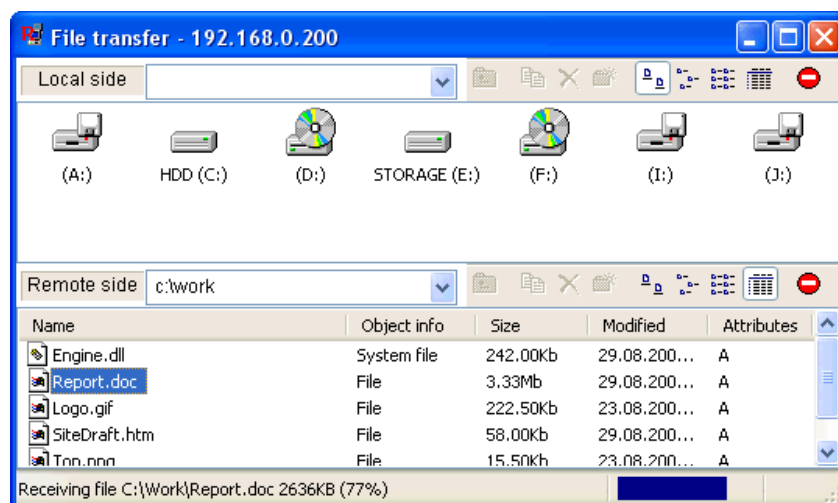 File transfer - 192.168.0.200
Local side
(A:) HDD (C:) (D:) STORAGE (E:) (F:) (I:) (J:)
Remote side c:\work
Name Object info Size Modified Attributes
Engine.dll System file 242.00Kb 29.08.200... A
Report.doc File 3.33Mb 29.08.200... A
Logo.gif File 222.50Kb 23.08.200... A
SiteDraft.htm File 58.00Kb 29.08.200... A
Top.png File 15.50Kb 23.08.200... A
Receiving file C:\Work\Report.doc 2636KB (77%)